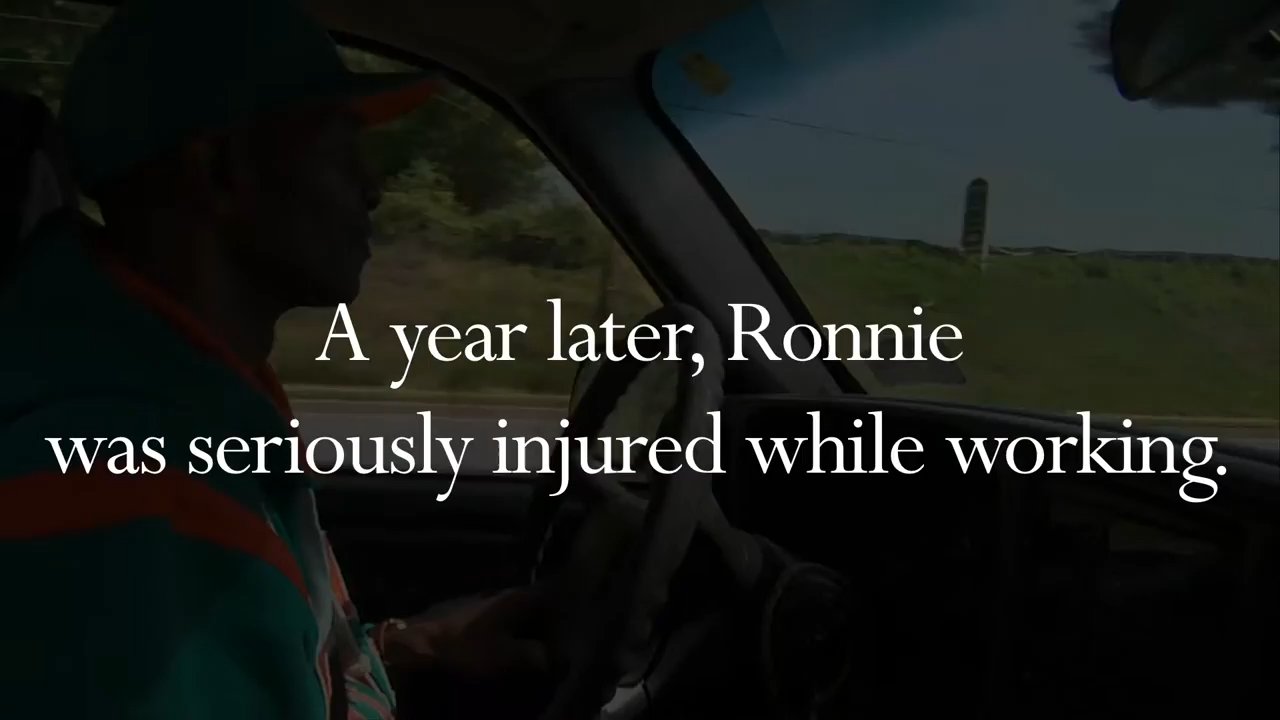 A year later, Ronnie
was seriously injured while working.